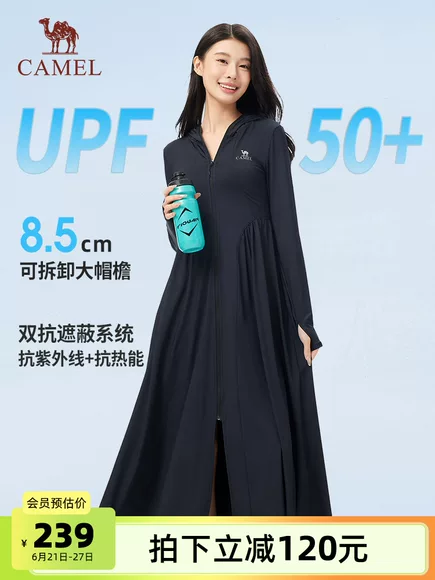 CAMEL
UPF 50+
CAMEL
8.5cm
可拆卸大帽檐
双抗遮蔽系统
抗紫外线+抗热能
会员预估价
¥239
6月21日-27日
拍下立减120元